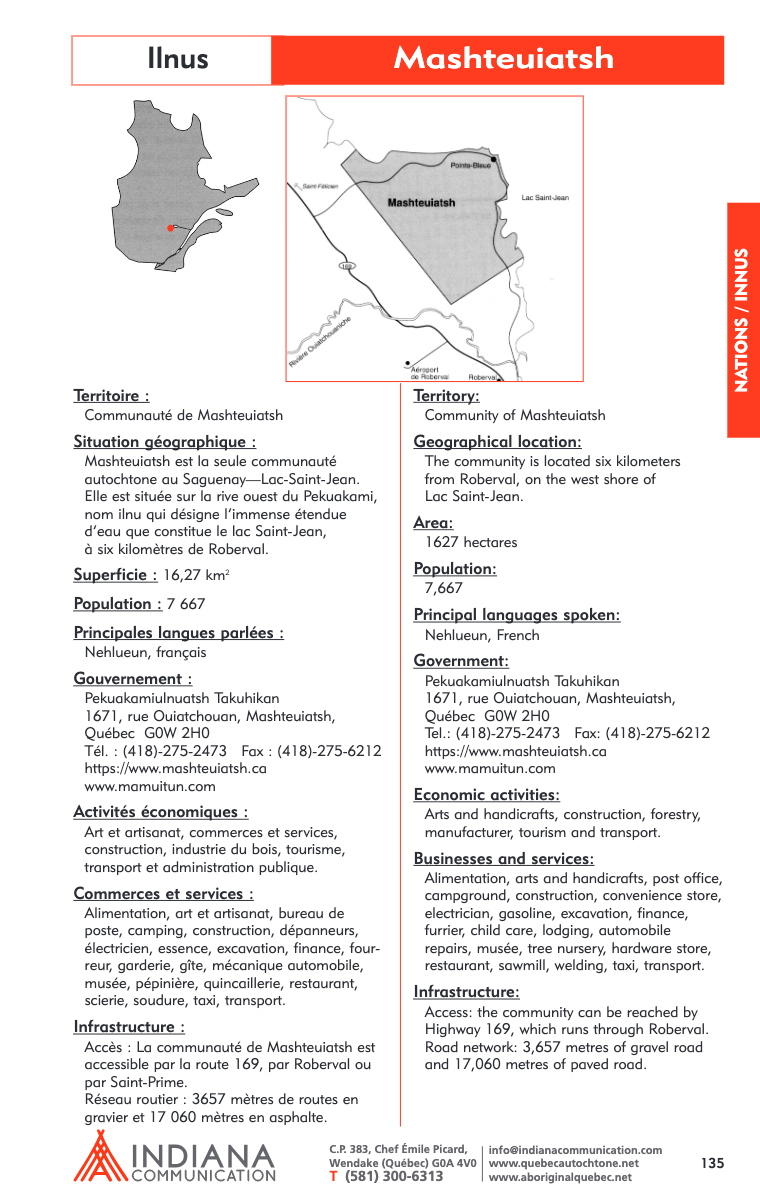 Ilnus
Mashteuiatsh
Pointe-Bleue
Saint-Félicien
Mashteuiatsh
Lac Saint-Jean
169
Rivière Ouiatchouaniche
Aéroport
de Roberval
Roberval
NATIONS / INNUS
Territoire :
Communauté de Mashteuiatsh
Situation géographique :
Mashteuiatsh est la seule communauté
autochtone au Saguenay—Lac-Saint-Jean.
Elle est située sur la rive ouest du Pekuakami,
nom ilnu qui désigne l’immense étendue
d’eau que constitue le lac Saint-Jean,
à six kilomètres de Roberval.
Superficie : 16,27 km²
Population : 7 667
Principales langues parlées :
Nehlueun, français
Gouvernement :
Pekuakamiulnuatsh Takuhikan
1671, rue Ouiatchouan, Mashteuiatsh,
Québec  G0W 2H0
Tél. : (418)-275-2473   Fax : (418)-275-6212
https://www.mashteuiatsh.ca
www.mamuitun.com
Activités économiques :
Art et artisanat, commerces et services,
construction, industrie du bois, tourisme,
transport et administration publique.
Commerces et services :
Alimentation, art et artisanat, bureau de
poste, camping, construction, dépanneurs,
électricien, essence, excavation, finance, four-
reur, garderie, gîte, mécanique automobile,
musée, pépinière, quincaillerie, restaurant,
scierie, soudure, taxi, transport.
Infrastructure :
Accès : La communauté de Mashteuiatsh est
accessible par la route 169, par Roberval ou
par Saint-Prime.
Réseau routier : 3657 mètres de routes en
gravier et 17 060 mètres en asphalte.
Territory:
Community of Mashteuiatsh
Geographical location:
The community is located six kilometers
from Roberval, on the west shore of
Lac Saint-Jean.
Area:
1627 hectares
Population:
7,667
Principal languages spoken:
Nehlueun, French
Government:
Pekuakamiulnuatsh Takuhikan
1671, rue Ouiatchouan, Mashteuiatsh,
Québec  G0W 2H0
Tel.: (418)-275-2473   Fax: (418)-275-6212
https://www.mashteuiatsh.ca
www.mamuitun.com
Economic activities:
Arts and handicrafts, construction, forestry,
manufacturer, tourism and transport.
Businesses and services:
Alimentation, arts and handicrafts, post office,
campground, construction, convenience store,
electrician, gasoline, excavation, finance,
furrier, child care, lodging, automobile
repairs, musée, tree nursery, hardware store,
restaurant, sawmill, welding, taxi, transport.
Infrastructure:
Access: the community can be reached by
Highway 169, which runs through Roberval.
Road network: 3,657 metres of gravel road
and 17,060 metres of paved road.
INDIANA
COMMUNICATION
C.P. 383, Chef Émile Picard,
Wendake (Québec) G0A 4V0
T (581) 300-6313
info@indianacommunication.com
www.quebecautochtone.net
www.aboriginalquebec.net
135